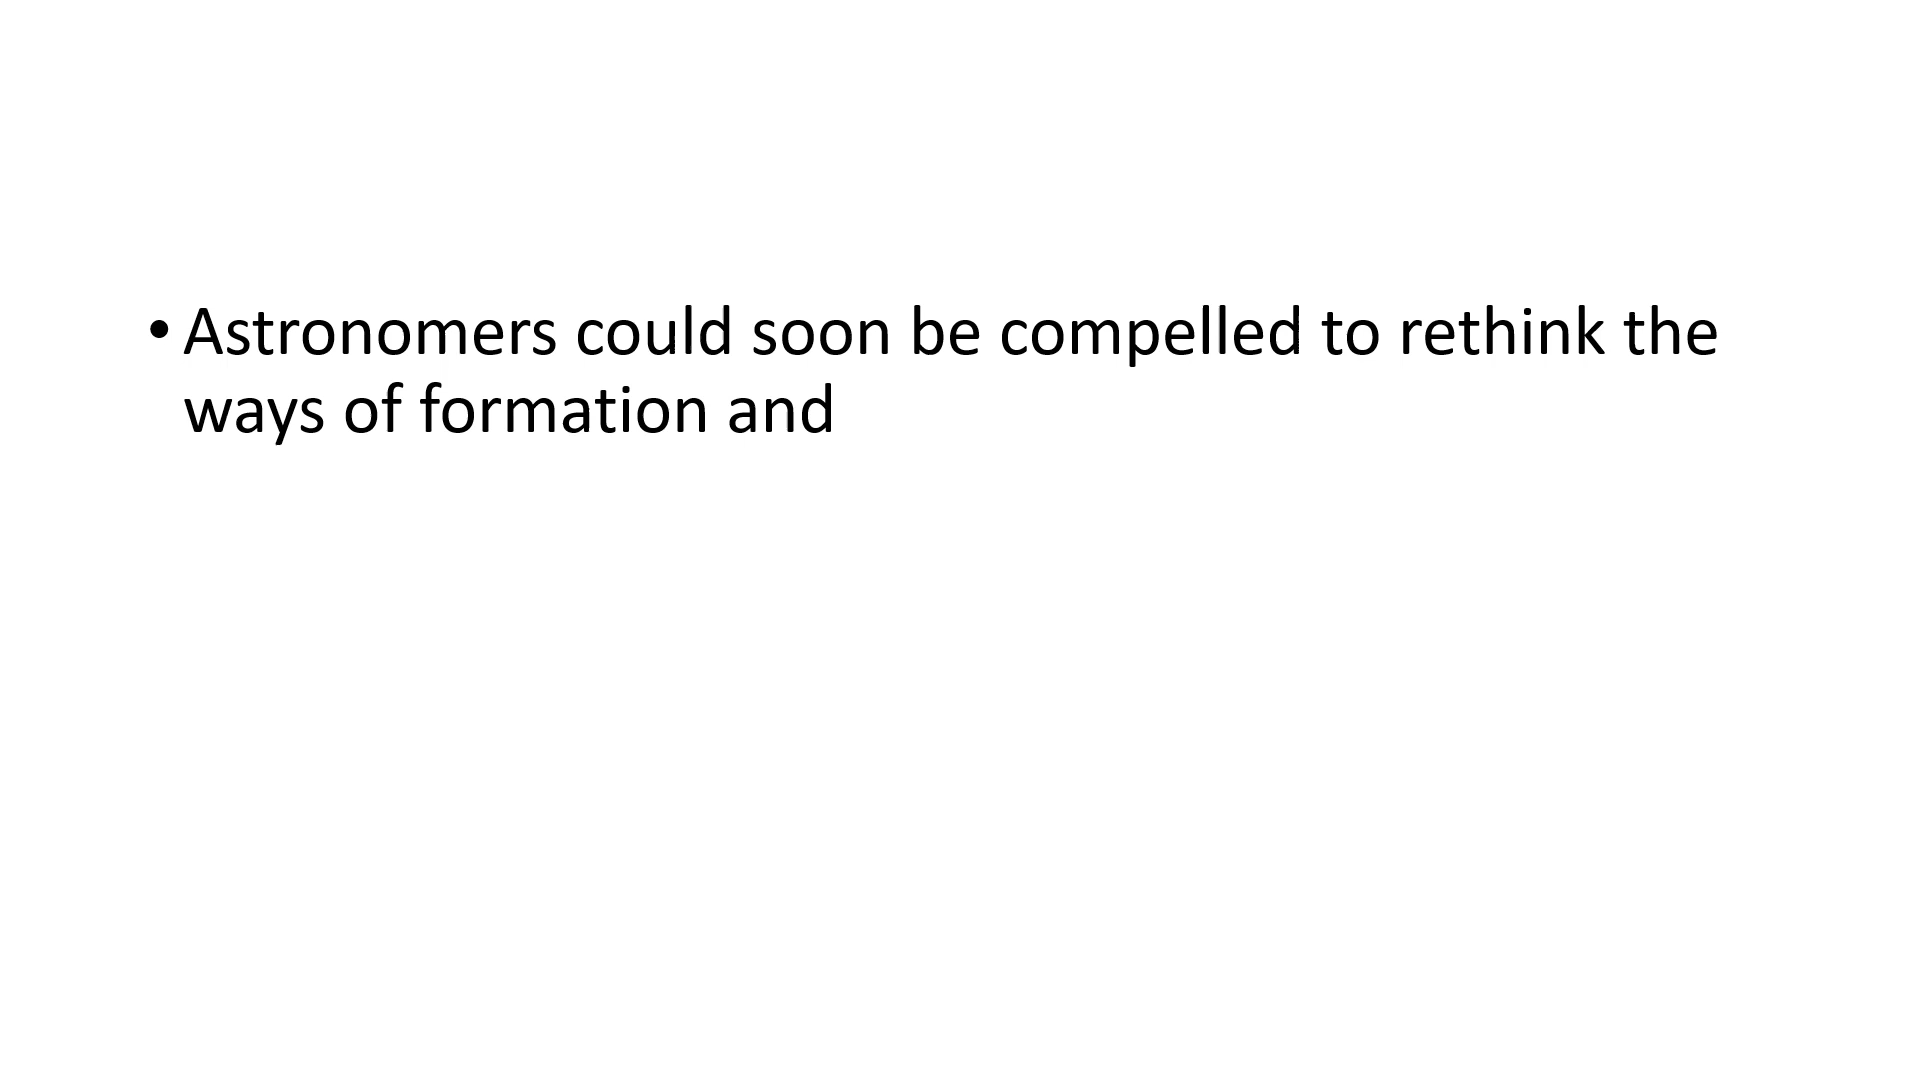 • Astronomers could soon be compelled to rethink the
ways of formation and